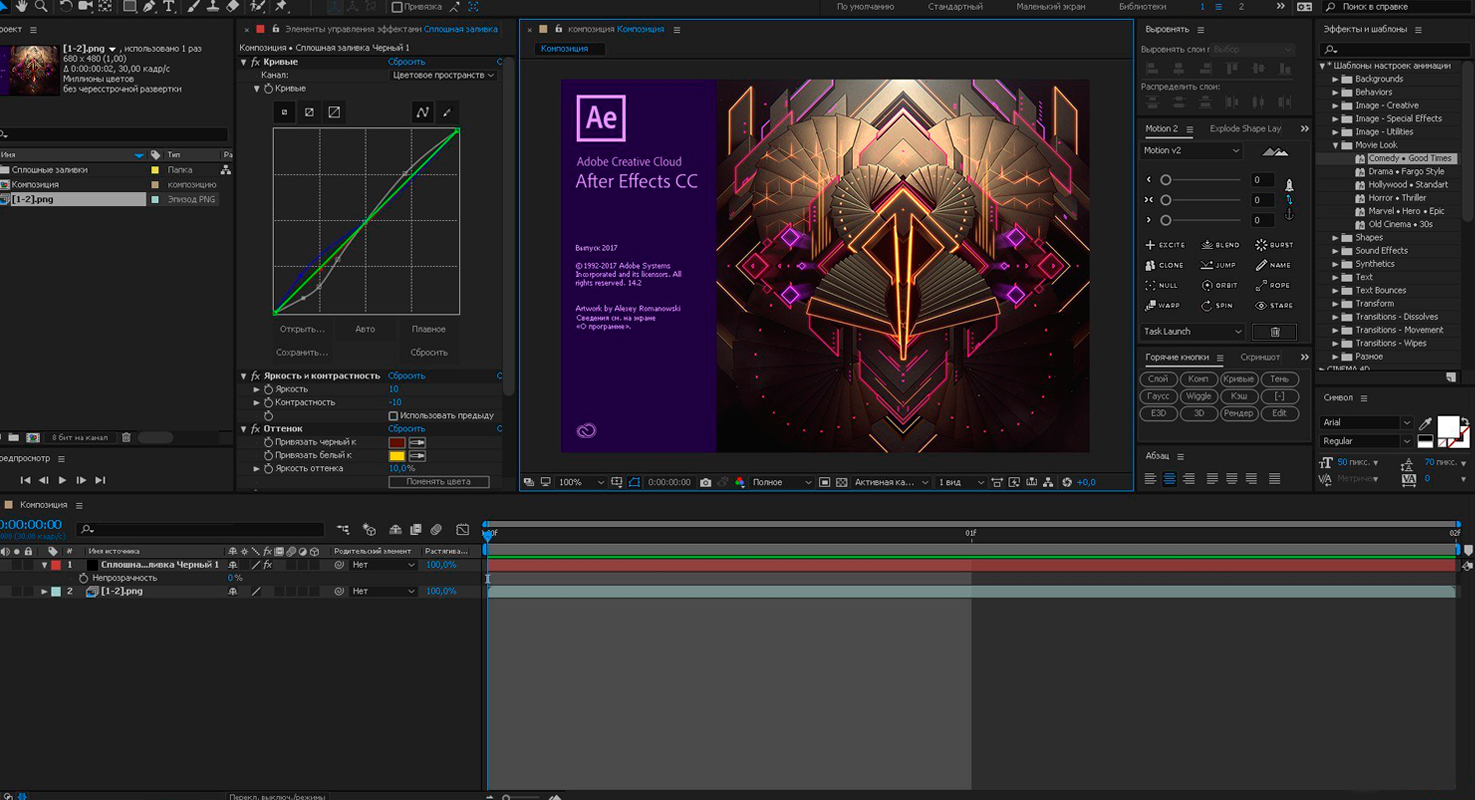 Привязка
По умолчанию
Стандартный
Маленький экран
Библиотеки
1
2
Поиск в справке
роект
[1-2].png , использовано 1 раз
680 x 480 (1,00)
Δ 0:00:00:02, 30,00 кадр/с
Миллионы цветов
без чересстрочной развертки
Имя
Тип
Ра
Сплошные заливки
Папка
Композиция
композицию
[1-2].png
Эпизод PNG
8 бит на канал
редпросмотр
Элементы управления эффектами Сплошная заливка
Композиция • Сплошная заливка Черный 1
fx Кривые
Сбросить
Канал:
Цветовое пространств
Кривые
Открыть...
Авто
Плавное
Сохранить...
Сбросить
fx Яркость и контрастность
Сбросить
Яркость
10
Контрастность
-10
Использовать предыду
fx Оттенок
Сбросить
Привязать черный к
Привязать белый к
Яркость оттенка
10,0%
Поменять цвета
композиция Композиция
Композиция
Ae
Adobe Creative Cloud
After Effects CC
Выпуск 2017
©1992-2017 Adobe Systems
Incorporated and its licensors. All
rights reserved. 14.2
Artwork by Alexey Romanowski
Сведения см. на экране
«О программе».
100%
0:00:00:00
Полное
Активная ка...
1 вид
+0,0
Выровнять
Выровнять слои п
Выбор
Распределить слои:
Motion 2
Explode Shape Lay
Motion v2
0
0
0
EXCITE
BLEND
BURST
CLONE
JUMP
NAME
NULL
ORBIT
ROPE
WARP
SPIN
STARE
Task Launch
Горячие кнопки
Скриншот
Слой
Комп
Кривые
Тень
Гаусс
Wiggle
Кэш
[-]
E3D
3D
Рендер
Edit
Абзац
Эффекты и шаблоны
* Шаблоны настроек анимации
Backgrounds
Behaviors
Image - Creative
Image - Special Effects
Image - Utilities
Movie Look
Comedy • Good Times
Drama • Fargo Style
Hollywood • Standart
Horror • Thriller
Marvel • Hero • Epic
Old Cinema • 30s
Shapes
Sound Effects
Synthetics
Text
Text Bounces
Transform
Transitions - Dissolves
Transitions - Movement
Transitions - Wipes
Разное
CINEMA 4D
Символ
Arial
Regular
50 пикс.
70 пикс.
Метриче
0
Композиция
0:00:00:00
(30.00 кадр/с)
#
Имя источника
Родительский элемент
Растягива...
1
Сплошна...ливка Черный 1
Нет
100,0%
Непрозрачность
0 %
2
[1-2].png
Нет
100,0%
00f
01f
02f
Перекл. выключ./режимы